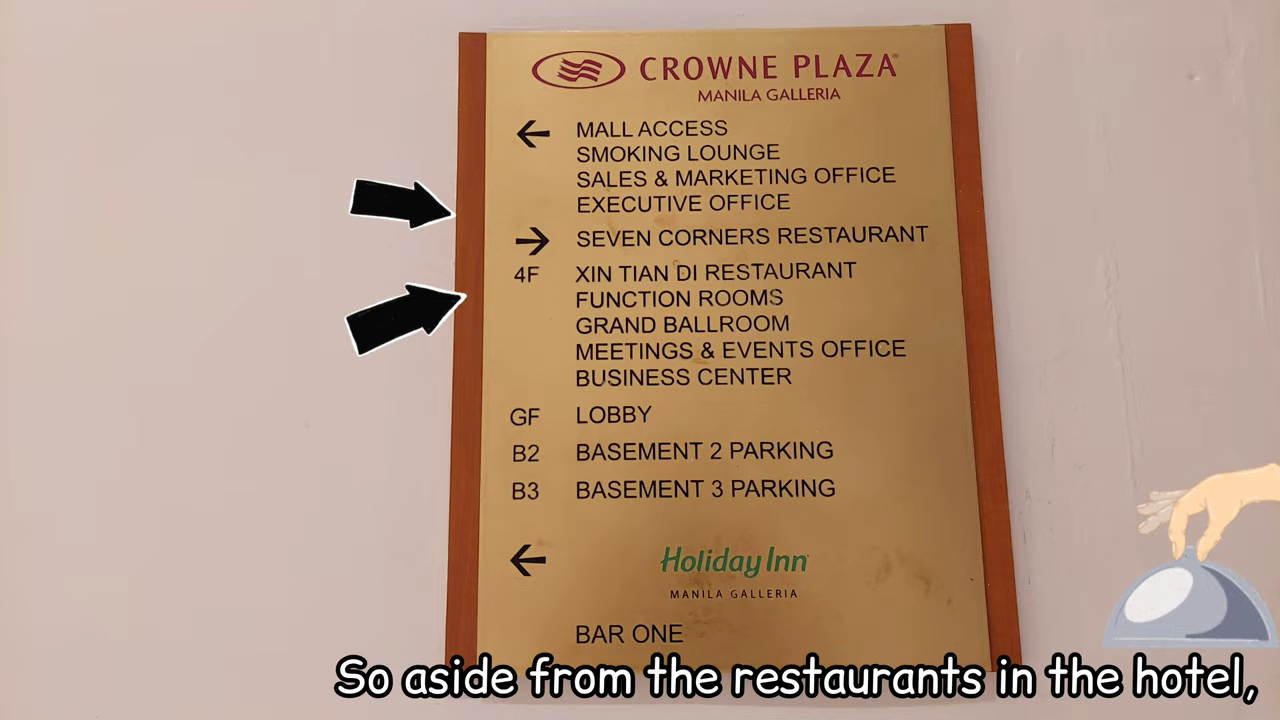 CROWNE PLAZA
MANILA GALLERIA
← MALL ACCESS
SMOKING LOUNGE
SALES & MARKETING OFFICE
EXECUTIVE OFFICE
→ SEVEN CORNERS RESTAURANT
4F XIN TIAN DI RESTAURANT
FUNCTION ROOMS
GRAND BALLROOM
MEETINGS & EVENTS OFFICE
BUSINESS CENTER
GF LOBBY
B2 BASEMENT 2 PARKING
B3 BASEMENT 3 PARKING
← Holiday Inn
MANILA GALLERIA
BAR ONE
So aside from the restaurants in the hotel,